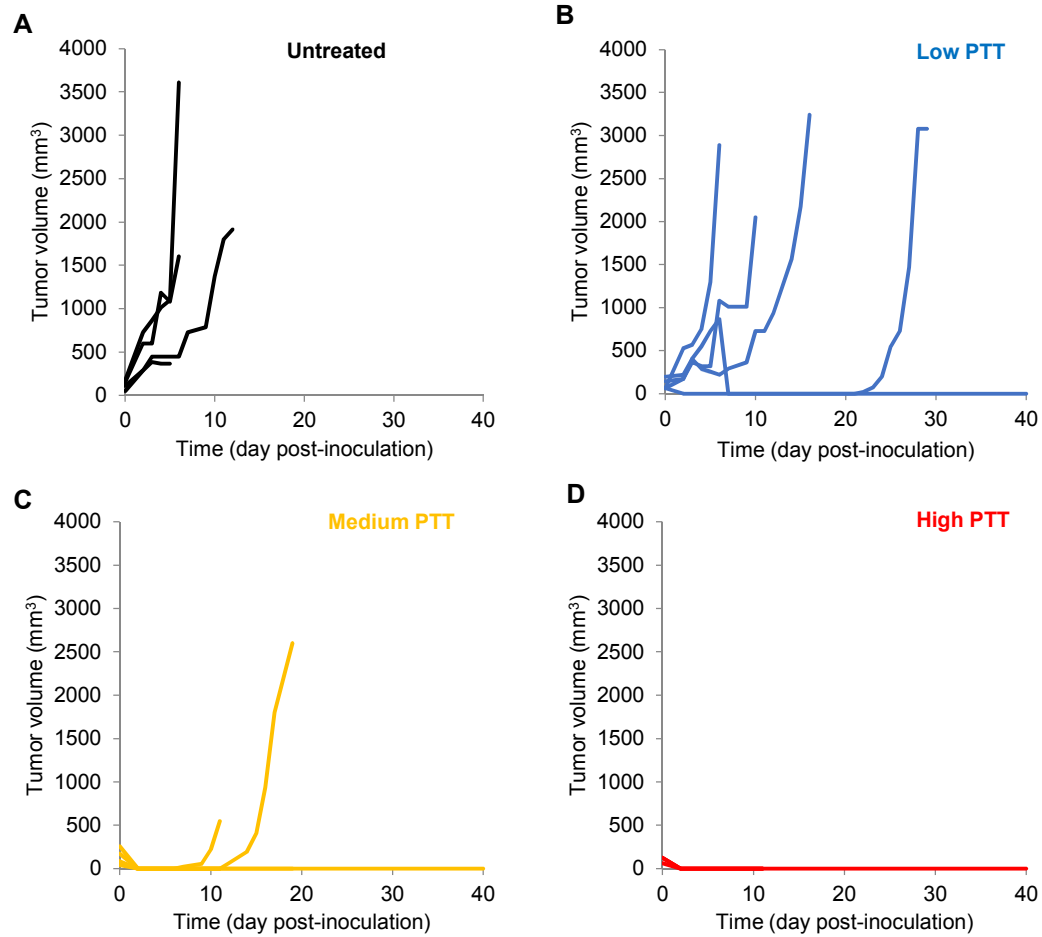 A
Untreated
4000
3500
3000
2500
2000
1500
1000
500
0
Tumor volume (mm³)
0 10 20 30 40
Time (day post-inoculation)
B
Low PTT
4000
3500
3000
2500
2000
1500
1000
500
0
Tumor volume (mm³)
0 10 20 30 40
Time (day post-inoculation)
C
Medium PTT
4000
3500
3000
2500
2000
1500
1000
500
0
Tumor volume (mm³)
0 10 20 30 40
Time (day post-inoculation)
D
High PTT
4000
3500
3000
2500
2000
1500
1000
500
0
Tumor volume (mm³)
0 10 20 30 40
Time (day post-inoculation)